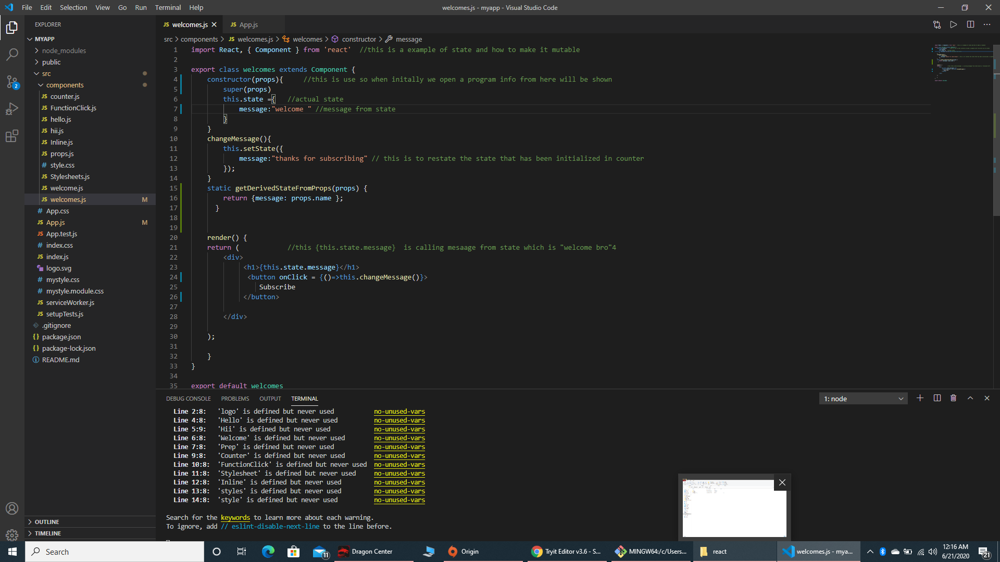 File Edit Selection View Go Run Terminal Help
welcomes.js - myapp - Visual Studio Code
EXPLORER
MYAPP
node_modules
public
src
components
JS counter.js
JS FunctionClick.js
JS hello.js
JS hii.js
JS Inline.js
JS props.js
# style.css
JS Stylesheets.js
JS welcome.js
JS welcomes.js M
# App.css
JS App.js M
JS App.test.js
# index.css
JS index.js
logo.svg
# mystyle.css
# mystyle.module.css
JS serviceWorker.js
JS setupTests.js
.gitignore
{} package.json
{} package-lock.json
README.md
OUTLINE
TIMELINE
2
JS welcomes.js
JS App.js
src > components > JS welcomes.js > welcomes > constructor > message
1 import React, { Component } from 'react'  //this is a example of state and how to make it mutable
2
3 export class welcomes extends Component {
4     constructor(props){     //this is use so when initally we open a program info from here will be shown
5         super(props)
6         this.state ={   //actual state
7             message:"welcome " //message from state
8         }
9     }
10     changeMessage(){
11         this.setState({
12             message:"thanks for subscribing" // this is to restate the state that has been initialized in counter
13         });
14     }
15     static getDerivedStateFromProps(props) {
16         return {message: props.name };
17       }
18
19
20     render() {
21     return (            //this {this.state.message}  is calling mesaage from state which is "welcome bro"4
22         <div>
23              <h1>{this.state.message}</h1>
24               <button onClick = {()=>this.changeMessage()}>
25                  Subscribe
26              </button>
27
28         </div>
29
30     );
31
32     }
33 }
34
35 export default welcomes
DEBUG CONSOLE PROBLEMS OUTPUT TERMINAL
1: node
Line 2:8: 'logo' is defined but never used no-unused-vars
Line 4:8: 'Hello' is defined but never used no-unused-vars
Line 5:9: 'Hii' is defined but never used no-unused-vars
Line 6:8: 'Welcome' is defined but never used no-unused-vars
Line 7:8: 'Prep' is defined but never used no-unused-vars
Line 9:8: 'Counter' is defined but never used no-unused-vars
Line 10:8: 'FunctionClick' is defined but never used no-unused-vars
Line 11:8: 'Stylesheet' is defined but never used no-unused-vars
Line 12:8: 'Inline' is defined but never used no-unused-vars
Line 13:8: 'styles' is defined but never used no-unused-vars
Line 14:8: 'style' is defined but never used no-unused-vars
Search for the keywords to learn more about each warning.
To ignore, add // eslint-disable-next-line to the line before.
Search
11
Dragon Center
Origin
Tryit Editor v3.6 - S...
MINGW64:/c/Users...
react
welcomes.js - mya...
12:16 AM
6/21/2020
21